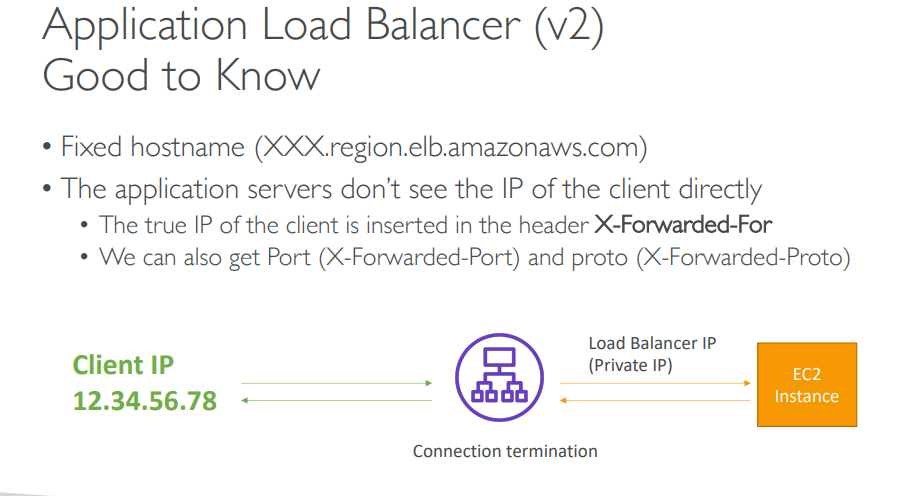 Application Load Balancer (v2)
Good to Know
• Fixed hostname (XXX.region.elb.amazonaws.com)
• The application servers don’t see the IP of the client directly
• The true IP of the client is inserted in the header X-Forwarded-For
• We can also get Port (X-Forwarded-Port) and proto (X-Forwarded-Proto)
Client IP
12.34.56.78
Load Balancer IP
(Private IP)
EC2
Instance
Connection termination